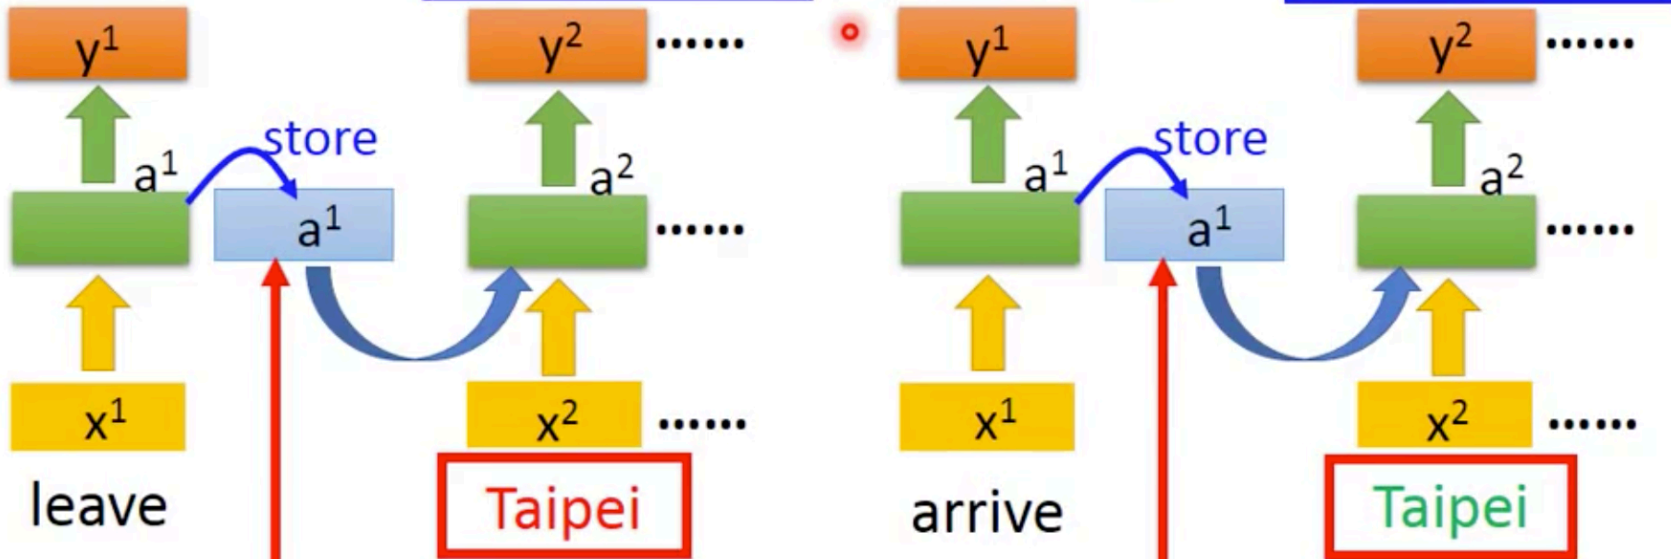 y¹ y² ...... y¹ y² ......
store store
a¹ a² a¹ a²
a¹ ...... a¹ ......
x¹ x² ...... x¹ x² ......
leave Taipei arrive Taipei